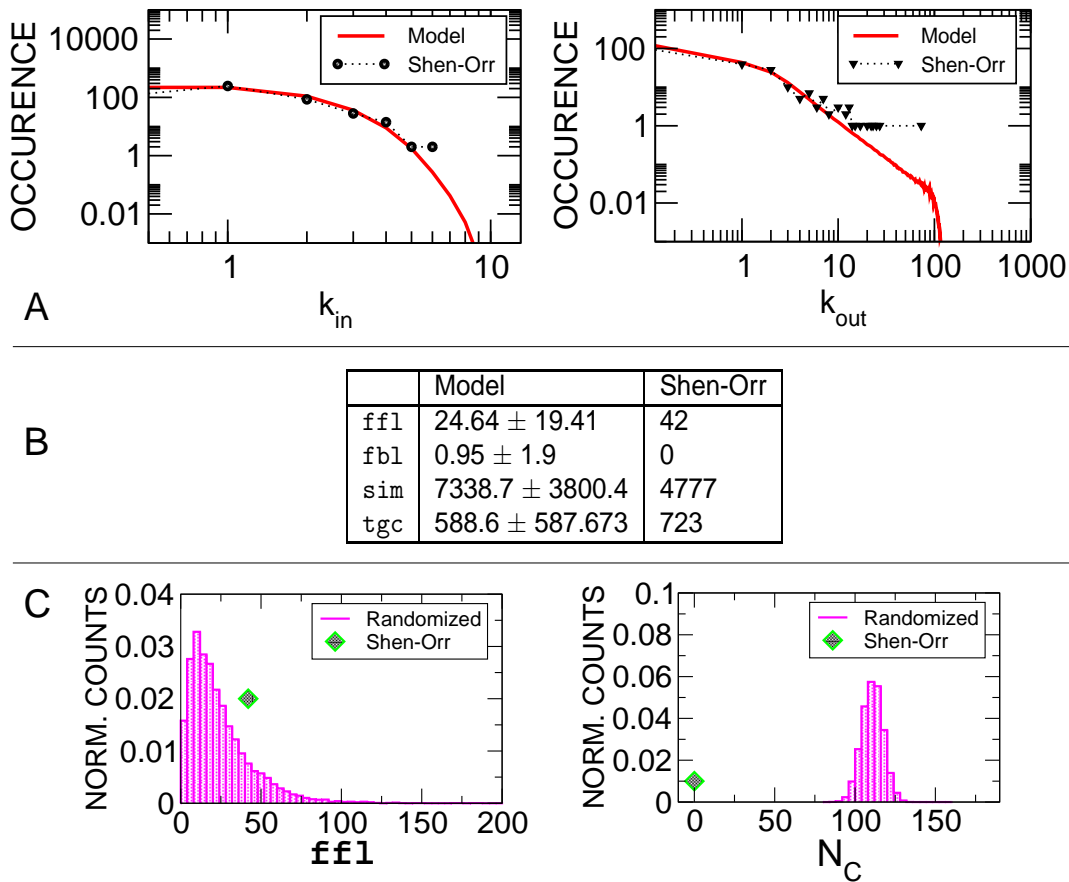 OCCURENCE
10000
100
1
0.01
Model
Shen-Orr
1
10
k_in
OCCURENCE
100
1
0.01
Model
Shen-Orr
1
10
100
1000
k_out
A
B
Model Shen-Orr
ffl 24.64 ± 19.41 42
fbl 0.95 ± 1.9 0
sim 7338.7 ± 3800.4 4777
tgc 588.6 ± 587.673 723
C
NORM. COUNTS
0.04
0.03
0.02
0.01
0
Randomized
Shen-Orr
0
50
100
150
200
ffl
NORM. COUNTS
0.1
0.08
0.06
0.04
0.02
0
Randomized
Shen-Orr
0
50
100
150
N_C